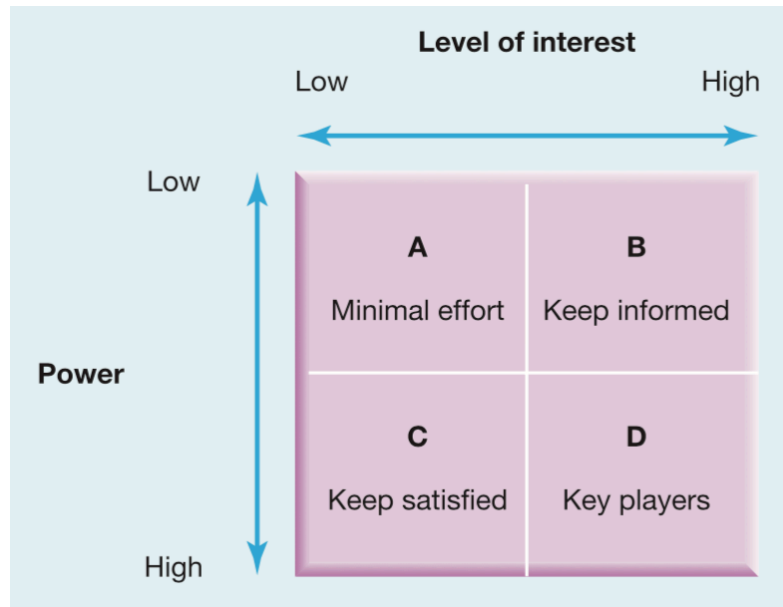 Level of interest
Low High
Low
A B
Minimal effort Keep informed
Power
C D
Keep satisfied Key players
High